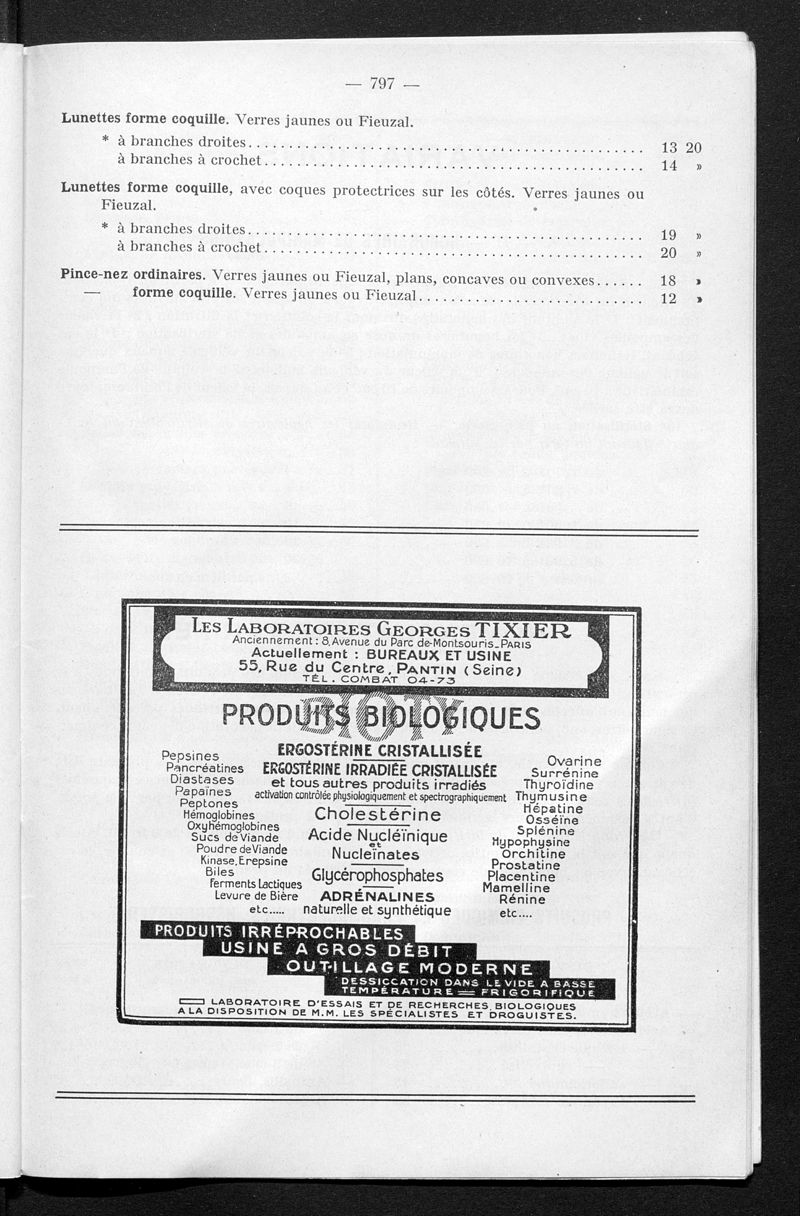 — 797 —
Lunettes forme coquille. Verres jaunes ou Fieuzal.
* à branches droites........ 13 20
à branches à crochet........ 14 »
Lunettes forme coquille, avec coques protectrices sur les côtés. Verres jaunes ou
Fieuzal.
* à branches droites........ 19 »
à branches à crochet........ 20 »
Pince-nez ordinaires. Verres jaunes ou Fieuzal, plans, concaves ou convexes...... 18 »
— forme coquille. Verres jaunes ou Fieuzal........ 12 »
LES LABORATOIRES GEORGES TIXIER
Anciennement : 8, Avenue du Parc de-Montsouris_PARIS
Actuellement : BUREAUX ET USINE
55, Rue du Centre, PANTIN (Seine)
TÉL. COMBAT 04-73
BIOTY
PRODUITS BIOLOGIQUES
Pepsines
Pancréatines
Diastases
Papaïnes
Peptones
Hémoglobines
Oxyhémoglobines
Sucs de Viande
Poudre de Viande
Kinase, Erepsine
Biles
Ferments Lactiques
Levure de Bière
etc.....
ERGOSTÉRINE CRISTALLISÉE
ERGOSTÉRINE IRRADIÉE CRISTALLISÉE
et tous autres produits irradiés
activation contrôlée physiologiquement et spectrographiquement
Cholestérine
Acide Nucléïnique
et
Nucleïnates
Glycérophosphates
ADRÉNALINES
naturelle et synthétique
Ovarine
Surrénine
Thyroïdine
Thymusine
Hépatine
Osséïne
Splénine
Hypophysine
Orchitine
Prostatine
Placentine
Mamelline
Rénine
etc....
PRODUITS IRRÉPROCHABLES
USINE A GROS DÉBIT
OUTILLAGE MODERNE
DESSICCATION DANS LE VIDE A BASSE
TEMPÉRATURE = FRIGORIFIQUE
LABORATOIRE D'ESSAIS ET DE RECHERCHES BIOLOGIQUES
A LA DISPOSITION DE M.M. LES SPÉCIALISTES ET DROGUISTES.